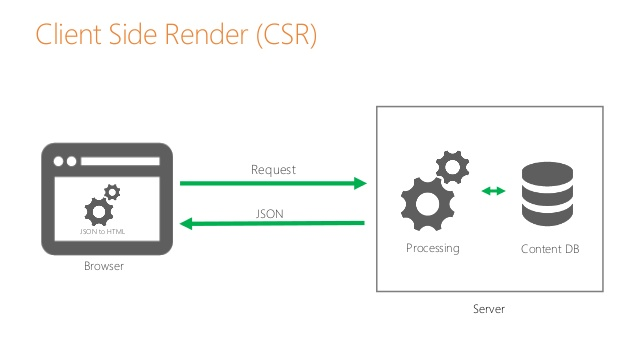 Client Side Render (CSR)
Request
JSON
JSON to HTML
Browser
Processing
Content DB
Server